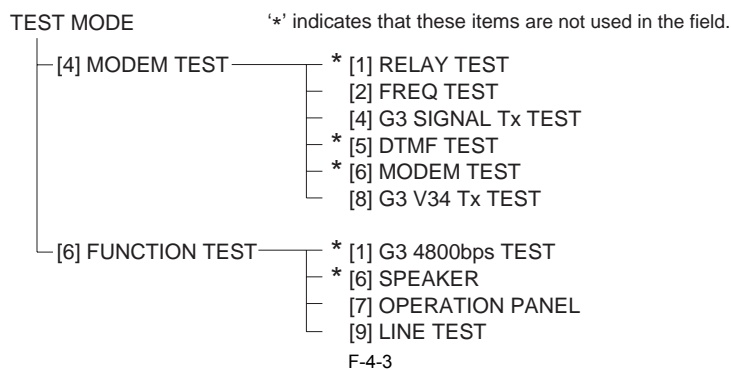 TEST MODE ‘*’ indicates that these items are not used in the field.
[4] MODEM TEST * [1] RELAY TEST
[2] FREQ TEST
[4] G3 SIGNAL Tx TEST
* [5] DTMF TEST
* [6] MODEM TEST
[8] G3 V34 Tx TEST
[6] FUNCTION TEST * [1] G3 4800bps TEST
* [6] SPEAKER
[7] OPERATION PANEL
[9] LINE TEST
F-4-3